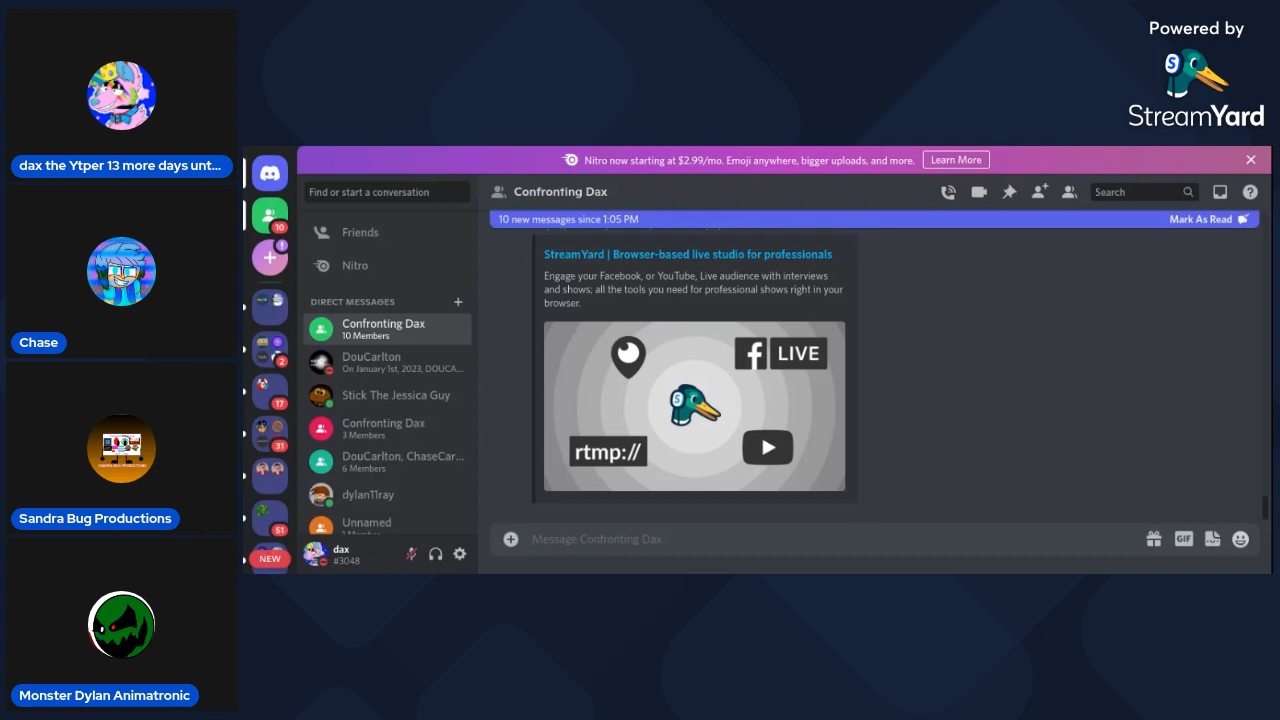 Powered by
StreamYard
dax the Ytper 13 more days unt...
Chase
Sandra Bug Productions
Monster Dylan Animatronic
Nitro now starting at $2.99/mo. Emoji anywhere, bigger uploads, and more.
Learn More
Find or start a conversation
Confronting Dax
Search
10 new messages since 1:05 PM
Mark As Read
10
Friends
Nitro
DIRECT MESSAGES
Confronting Dax
10 Members
DouCarlton
On January 1st, 2023, DOUCA...
Stick The Jessica Guy
Confronting Dax
3 Members
DouCarlton, ChaseCar...
6 Members
dylan11ray
Unnamed
2
17
31
51
NEW
dax
#3048
StreamYard | Browser-based live studio for professionals
Engage your Facebook, or YouTube, Live audience with interviews
and shows; all the tools you need for professional shows right in your
browser.
LIVE
rtmp://
Message Confronting Dax
GIF